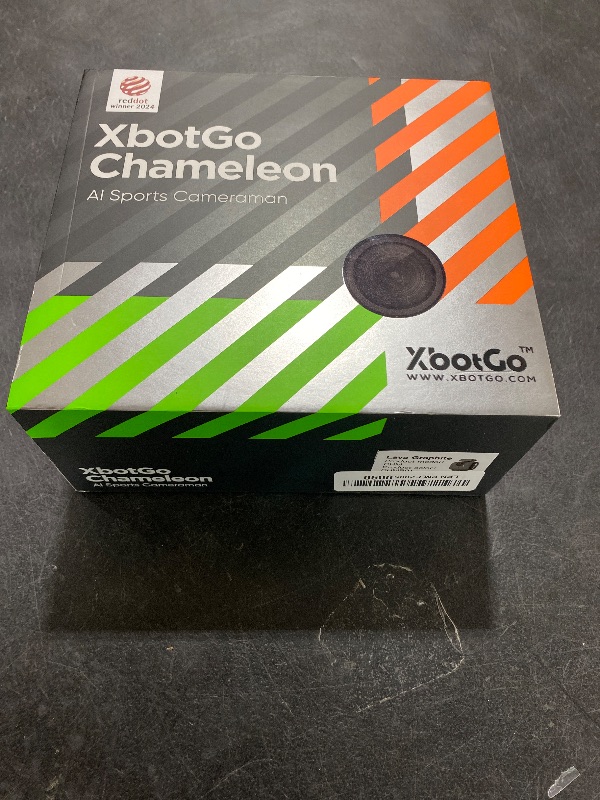 reddot
winner 2024
XbotGo
Chameleon
AI Sports Cameraman
XbotGo™
WWW.XBOTGO.COM
XbotGo
Chameleon
AI Sports Cameraman
Lava Graphite